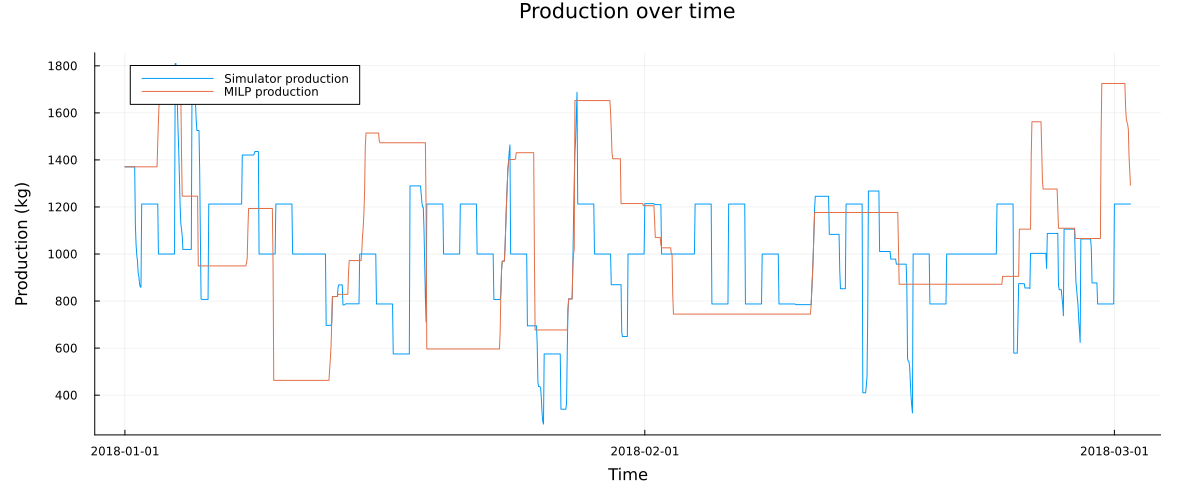 Production over time
Production (kg)
1800
1600
1400
1200
1000
800
600
400
Simulator production
MILP production
2018-01-01
2018-02-01
2018-03-01
Time